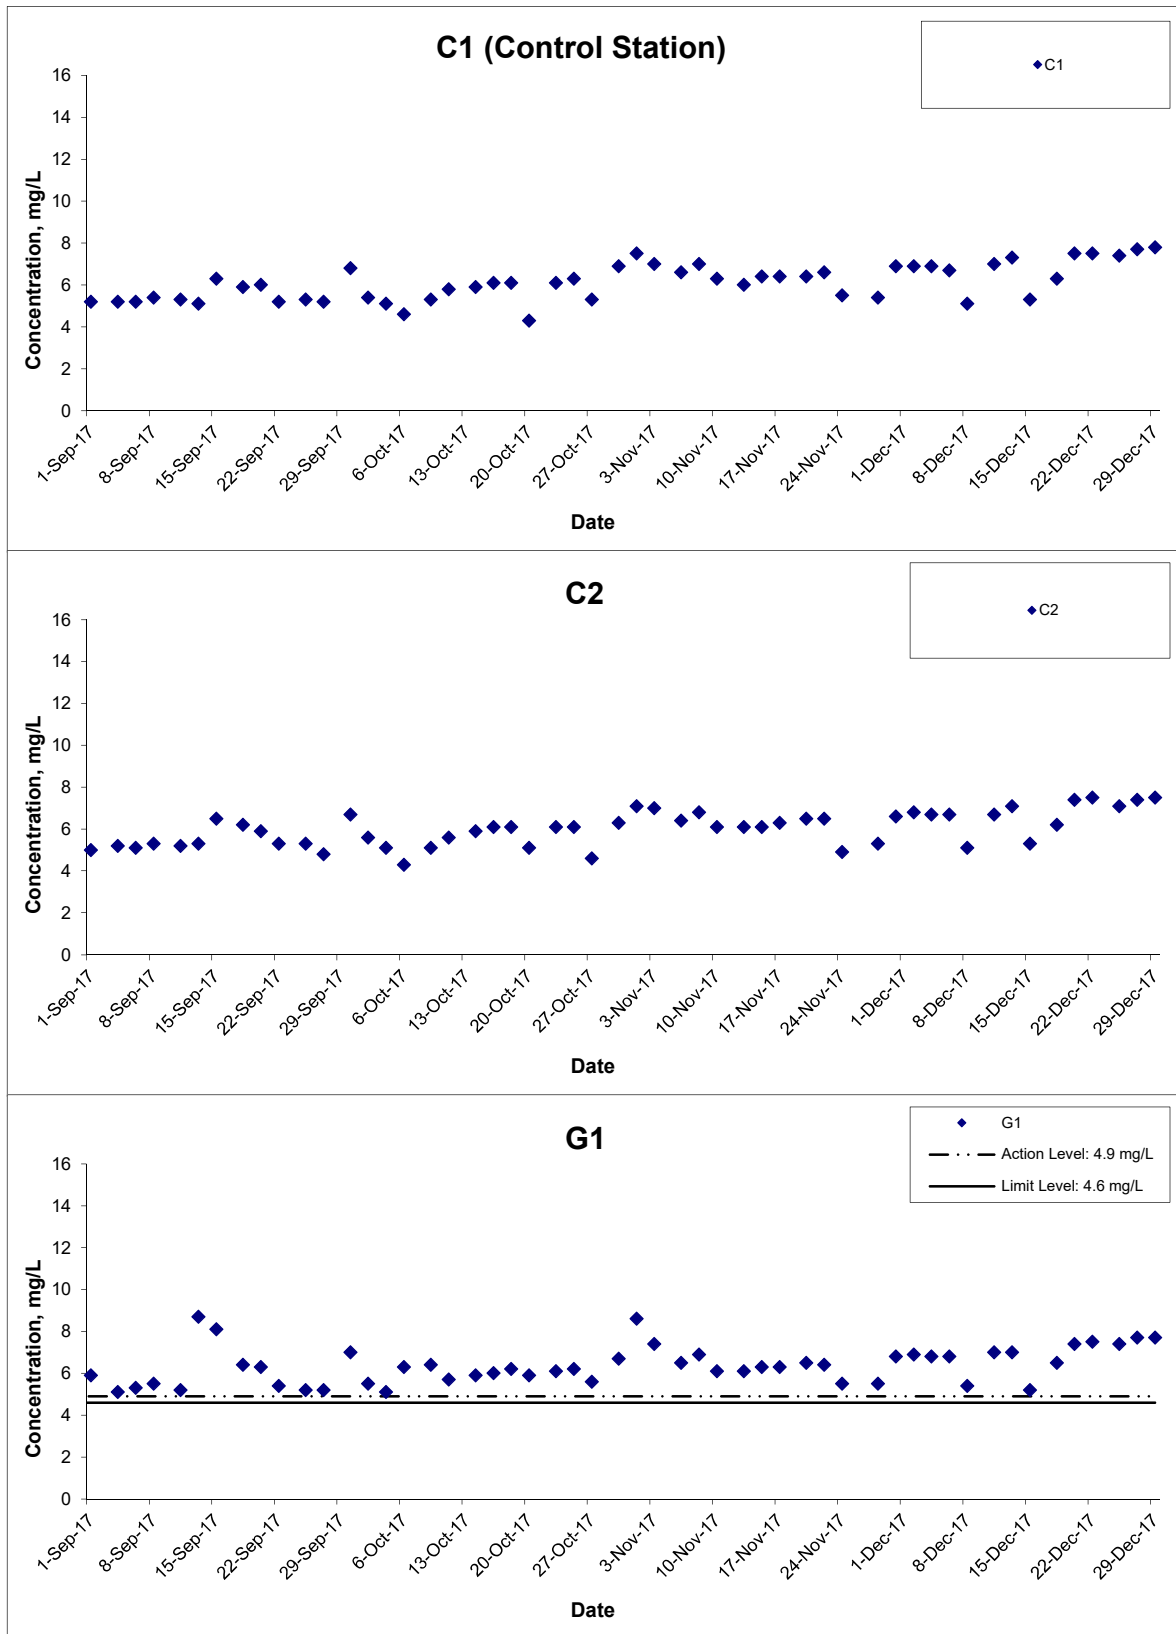 C1 (Control Station)
C1
Concentration, mg/L
16
14
12
10
8
6
4
2
0
1-Sep-17
8-Sep-17
15-Sep-17
22-Sep-17
29-Sep-17
6-Oct-17
13-Oct-17
20-Oct-17
27-Oct-17
3-Nov-17
10-Nov-17
17-Nov-17
24-Nov-17
1-Dec-17
8-Dec-17
15-Dec-17
22-Dec-17
29-Dec-17
Date
C2
C2
Concentration, mg/L
16
14
12
10
8
6
4
2
0
1-Sep-17
8-Sep-17
15-Sep-17
22-Sep-17
29-Sep-17
6-Oct-17
13-Oct-17
20-Oct-17
27-Oct-17
3-Nov-17
10-Nov-17
17-Nov-17
24-Nov-17
1-Dec-17
8-Dec-17
15-Dec-17
22-Dec-17
29-Dec-17
Date
G1
G1
Action Level: 4.9 mg/L
Limit Level: 4.6 mg/L
Concentration, mg/L
16
14
12
10
8
6
4
2
0
1-Sep-17
8-Sep-17
15-Sep-17
22-Sep-17
29-Sep-17
6-Oct-17
13-Oct-17
20-Oct-17
27-Oct-17
3-Nov-17
10-Nov-17
17-Nov-17
24-Nov-17
1-Dec-17
8-Dec-17
15-Dec-17
22-Dec-17
29-Dec-17
Date